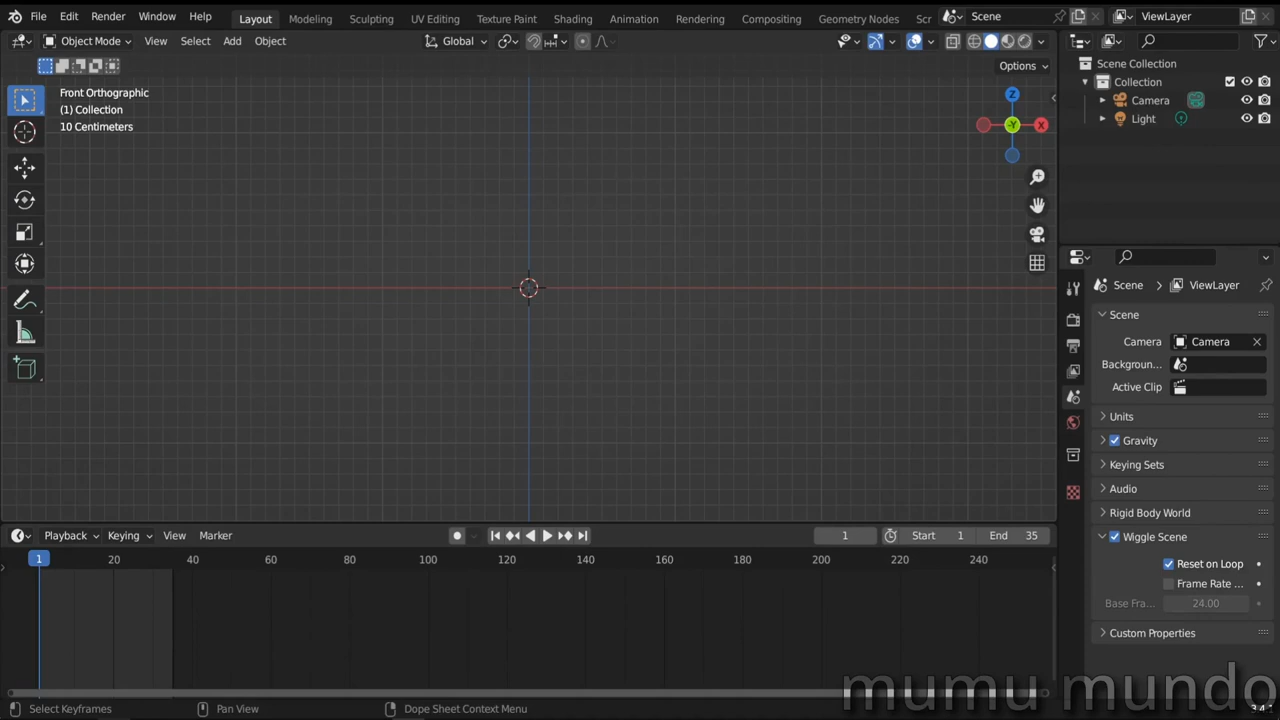 File Edit Render Window Help Layout Modeling Sculpting UV Editing Texture Paint Shading Animation Rendering Compositing Geometry Nodes Scr Scene ViewLayer
Object Mode View Select Add Object Global
Options
Front Orthographic
(1) Collection
10 Centimeters
Z
-Y
X
Scene Collection
Collection
Camera
Light
Scene > ViewLayer
Scene
Camera Camera
Backgroun...
Active Clip
Units
Gravity
Keying Sets
Audio
Rigid Body World
Wiggle Scene
Reset on Loop
Frame Rate ...
Base Fra... 24.00
Custom Properties
Playback Keying View Marker 1 Start 1 End 35
1 20 40 60 80 100 120 140 160 180 200 220 240
mumu mundo
Select Keyframes Pan View Dope Sheet Context Menu 3.4.1